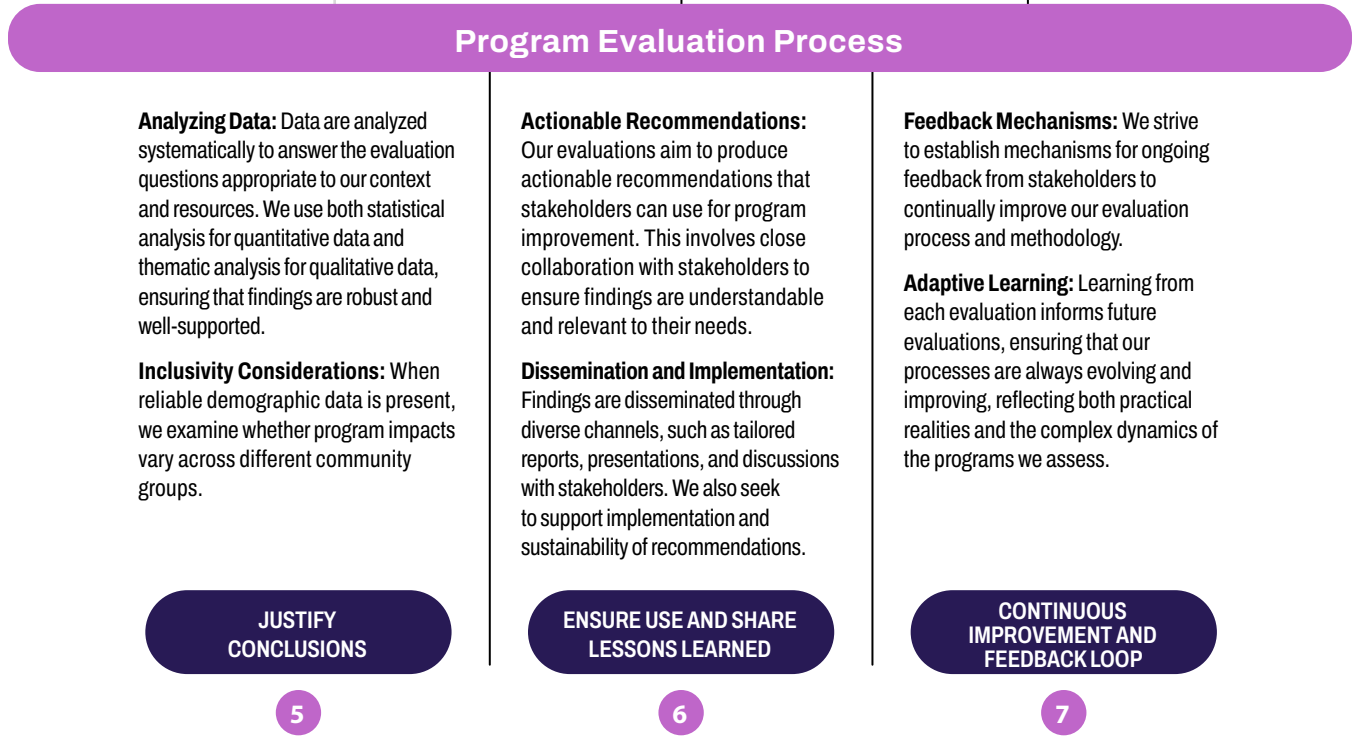 Program Evaluation Process
Analyzing Data: Data are analyzed
systematically to answer the evaluation
questions appropriate to our context
and resources. We use both statistical
analysis for quantitative data and
thematic analysis for qualitative data,
ensuring that findings are robust and
well-supported.
Inclusivity Considerations: When
reliable demographic data is present,
we examine whether program impacts
vary across different community
groups.
JUSTIFY
CONCLUSIONS
5
Actionable Recommendations:
Our evaluations aim to produce
actionable recommendations that
stakeholders can use for program
improvement. This involves close
collaboration with stakeholders to
ensure findings are understandable
and relevant to their needs.
Dissemination and Implementation:
Findings are disseminated through
diverse channels, such as tailored
reports, presentations, and discussions
with stakeholders. We also seek
to support implementation and
sustainability of recommendations.
ENSURE USE AND SHARE
LESSONS LEARNED
6
Feedback Mechanisms: We strive
to establish mechanisms for ongoing
feedback from stakeholders to
continually improve our evaluation
process and methodology.
Adaptive Learning: Learning from
each evaluation informs future
evaluations, ensuring that our
processes are always evolving and
improving, reflecting both practical
realities and the complex dynamics of
the programs we assess.
CONTINUOUS
IMPROVEMENT AND
FEEDBACK LOOP
7